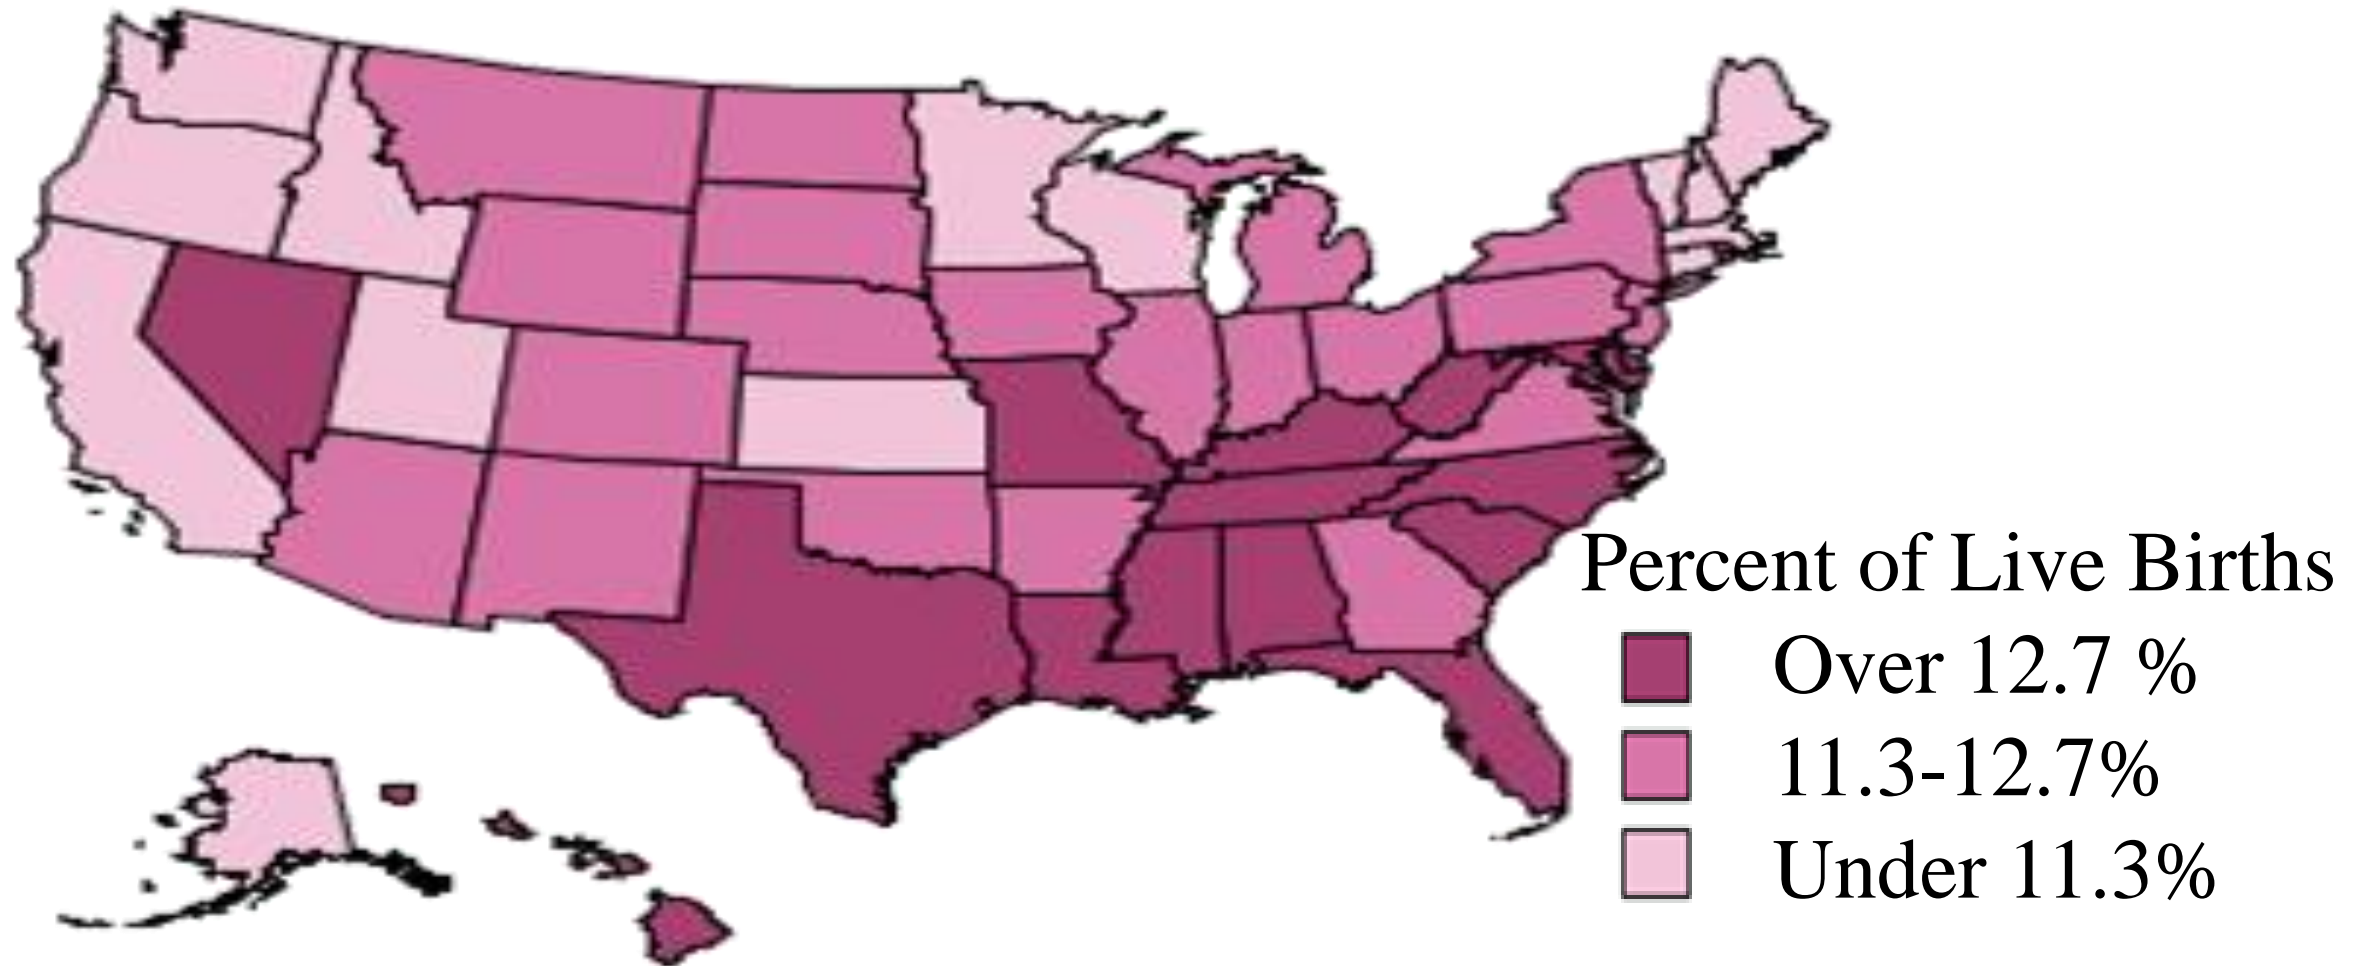 Percent of Live Births
Over 12.7 %
11.3-12.7%
Under 11.3%